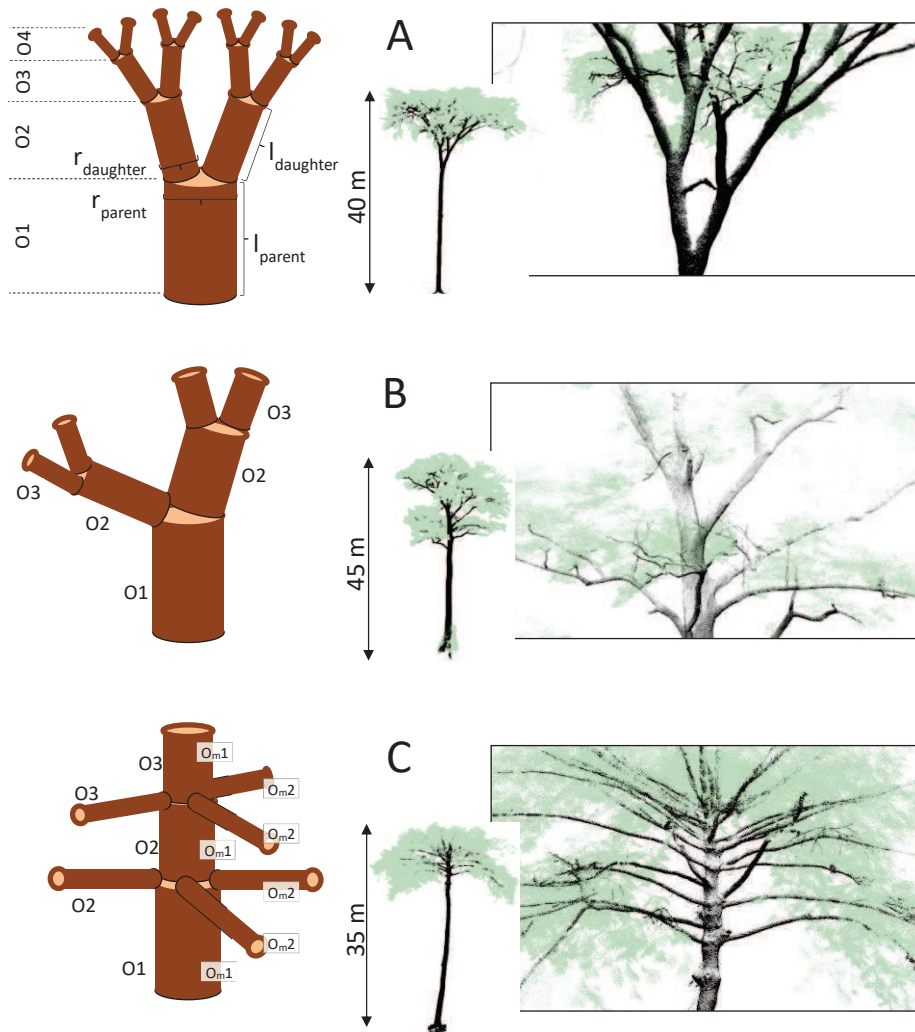 A
O4
O3
O2
O1
r daughter
l daughter
r parent
l parent
40 m
B
O3
O3
O2
O2
O1
45 m
C
O3
Oₘ1
O3
Oₘ2
Oₘ2
O2
Oₘ1
O2
Oₘ2
Oₘ2
O1
Oₘ1
35 m